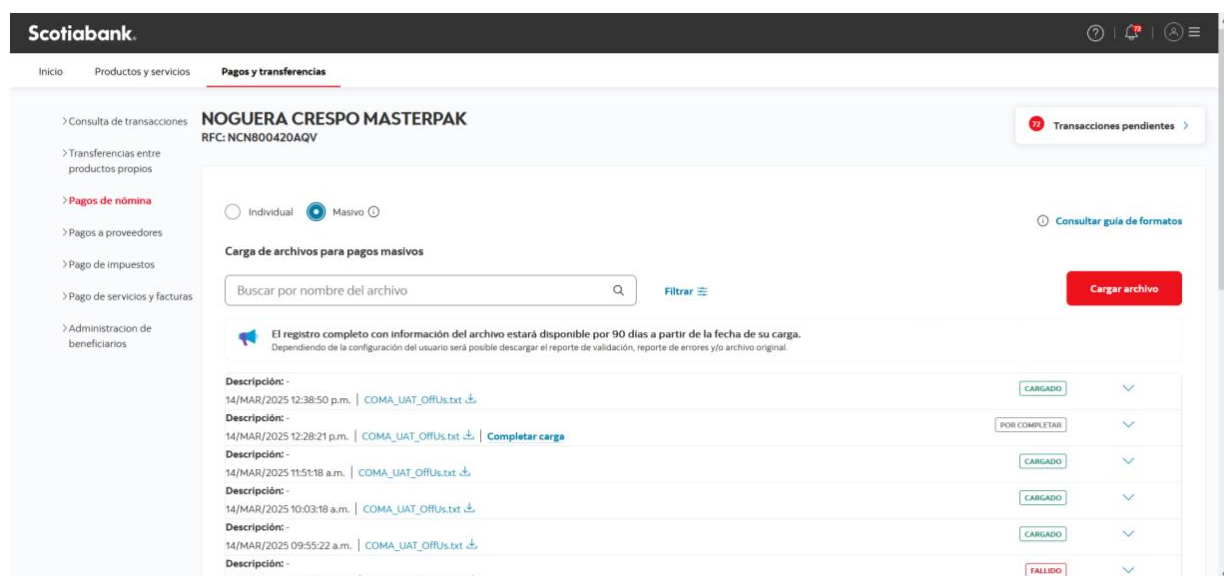 Scotiabank.
72
Inicio Productos y servicios Pagos y transferencias
NOGUERA CRESPO MASTERPAK
RFC: NCN800420AQV
72 Transacciones pendientes
Consulta de transacciones
Transferencias entre
productos propios
Pagos de nómina
Pagos a proveedores
Pago de impuestos
Pago de servicios y facturas
Administracion de
beneficiarios
Individual Masivo
Consultar guía de formatos
Carga de archivos para pagos masivos
Buscar por nombre del archivo
Filtrar
Cargar archivo
El registro completo con información del archivo estará disponible por 90 días a partir de la fecha de su carga.
Dependiendo de la configuración del usuario será posible descargar el reporte de validación, reporte de errores y/o archivo original.
Descripción: -
14/MAR/2025 12:38:50 p.m. | COMA_UAT_OffUs.txt
CARGADO
Descripción: -
14/MAR/2025 12:28:21 p.m. | COMA_UAT_OffUs.txt | Completar carga
POR COMPLETAR
Descripción: -
14/MAR/2025 11:51:18 a.m. | COMA_UAT_OffUs.txt
CARGADO
Descripción: -
14/MAR/2025 10:03:18 a.m. | COMA_UAT_OffUs.txt
CARGADO
Descripción: -
14/MAR/2025 09:55:22 a.m. | COMA_UAT_OffUs.txt
CARGADO
Descripción: -
FALLIDO